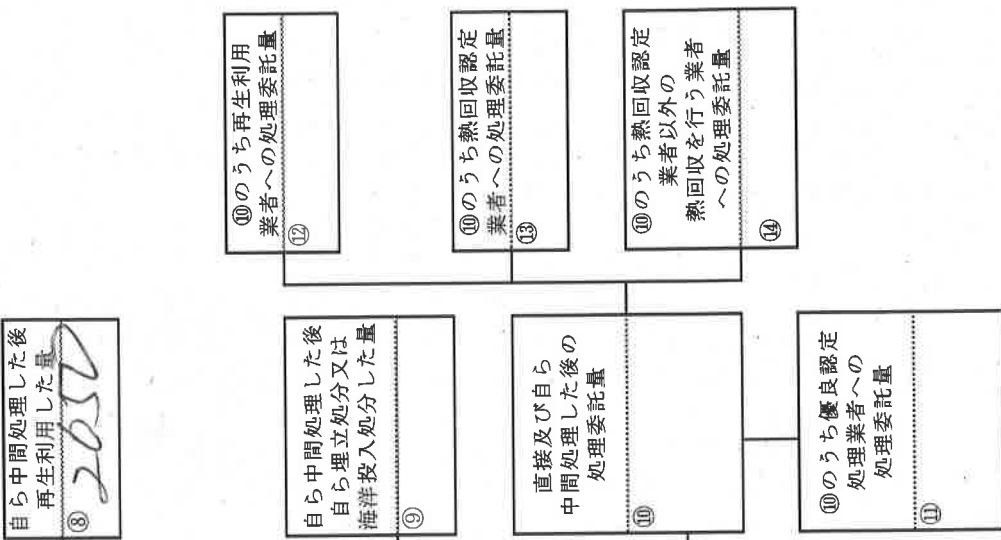 自ら中間処理した後
再生利用した量
⑧ 2052
自ら中間処理した後
自ら埋立処分又は
海洋投入処分した量
⑨
直接及び自ら
中間処理した後の
処理委託量
⑩
⑩のうち優良認定
処理業者への
処理委託量
⑪
⑩のうち再生利用
業者への処理委託量
⑫
⑩のうち熱回収認定
業者への処理委託量
⑬
⑩のうち熱回収認定
業者以外の
熱回収を行う業者
への処理委託量
⑭